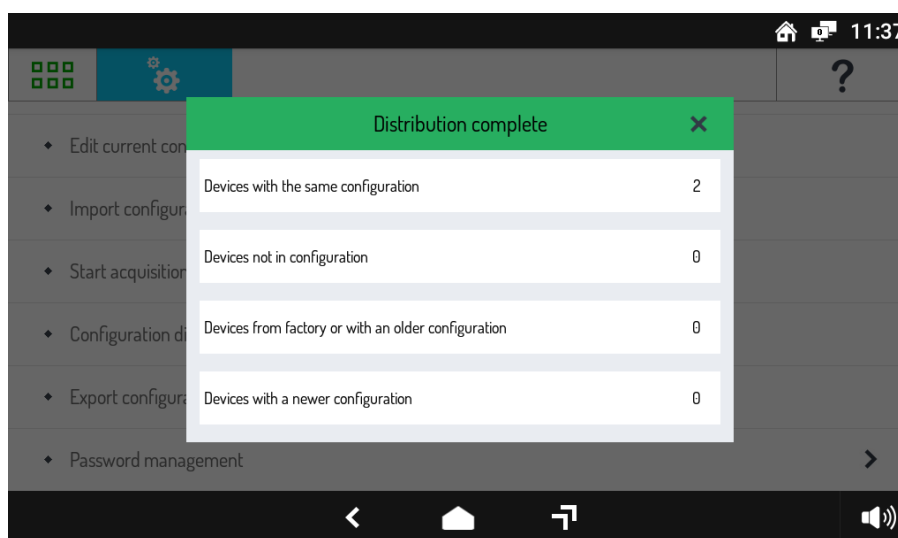 11:37
?
Distribution complete
Edit current con
Devices with the same configuration 2
Import configur
Devices not in configuration 0
Start acquisition
Devices from factory or with an older configuration 0
Configuration di
Export configura
Devices with a newer configuration 0
Password management